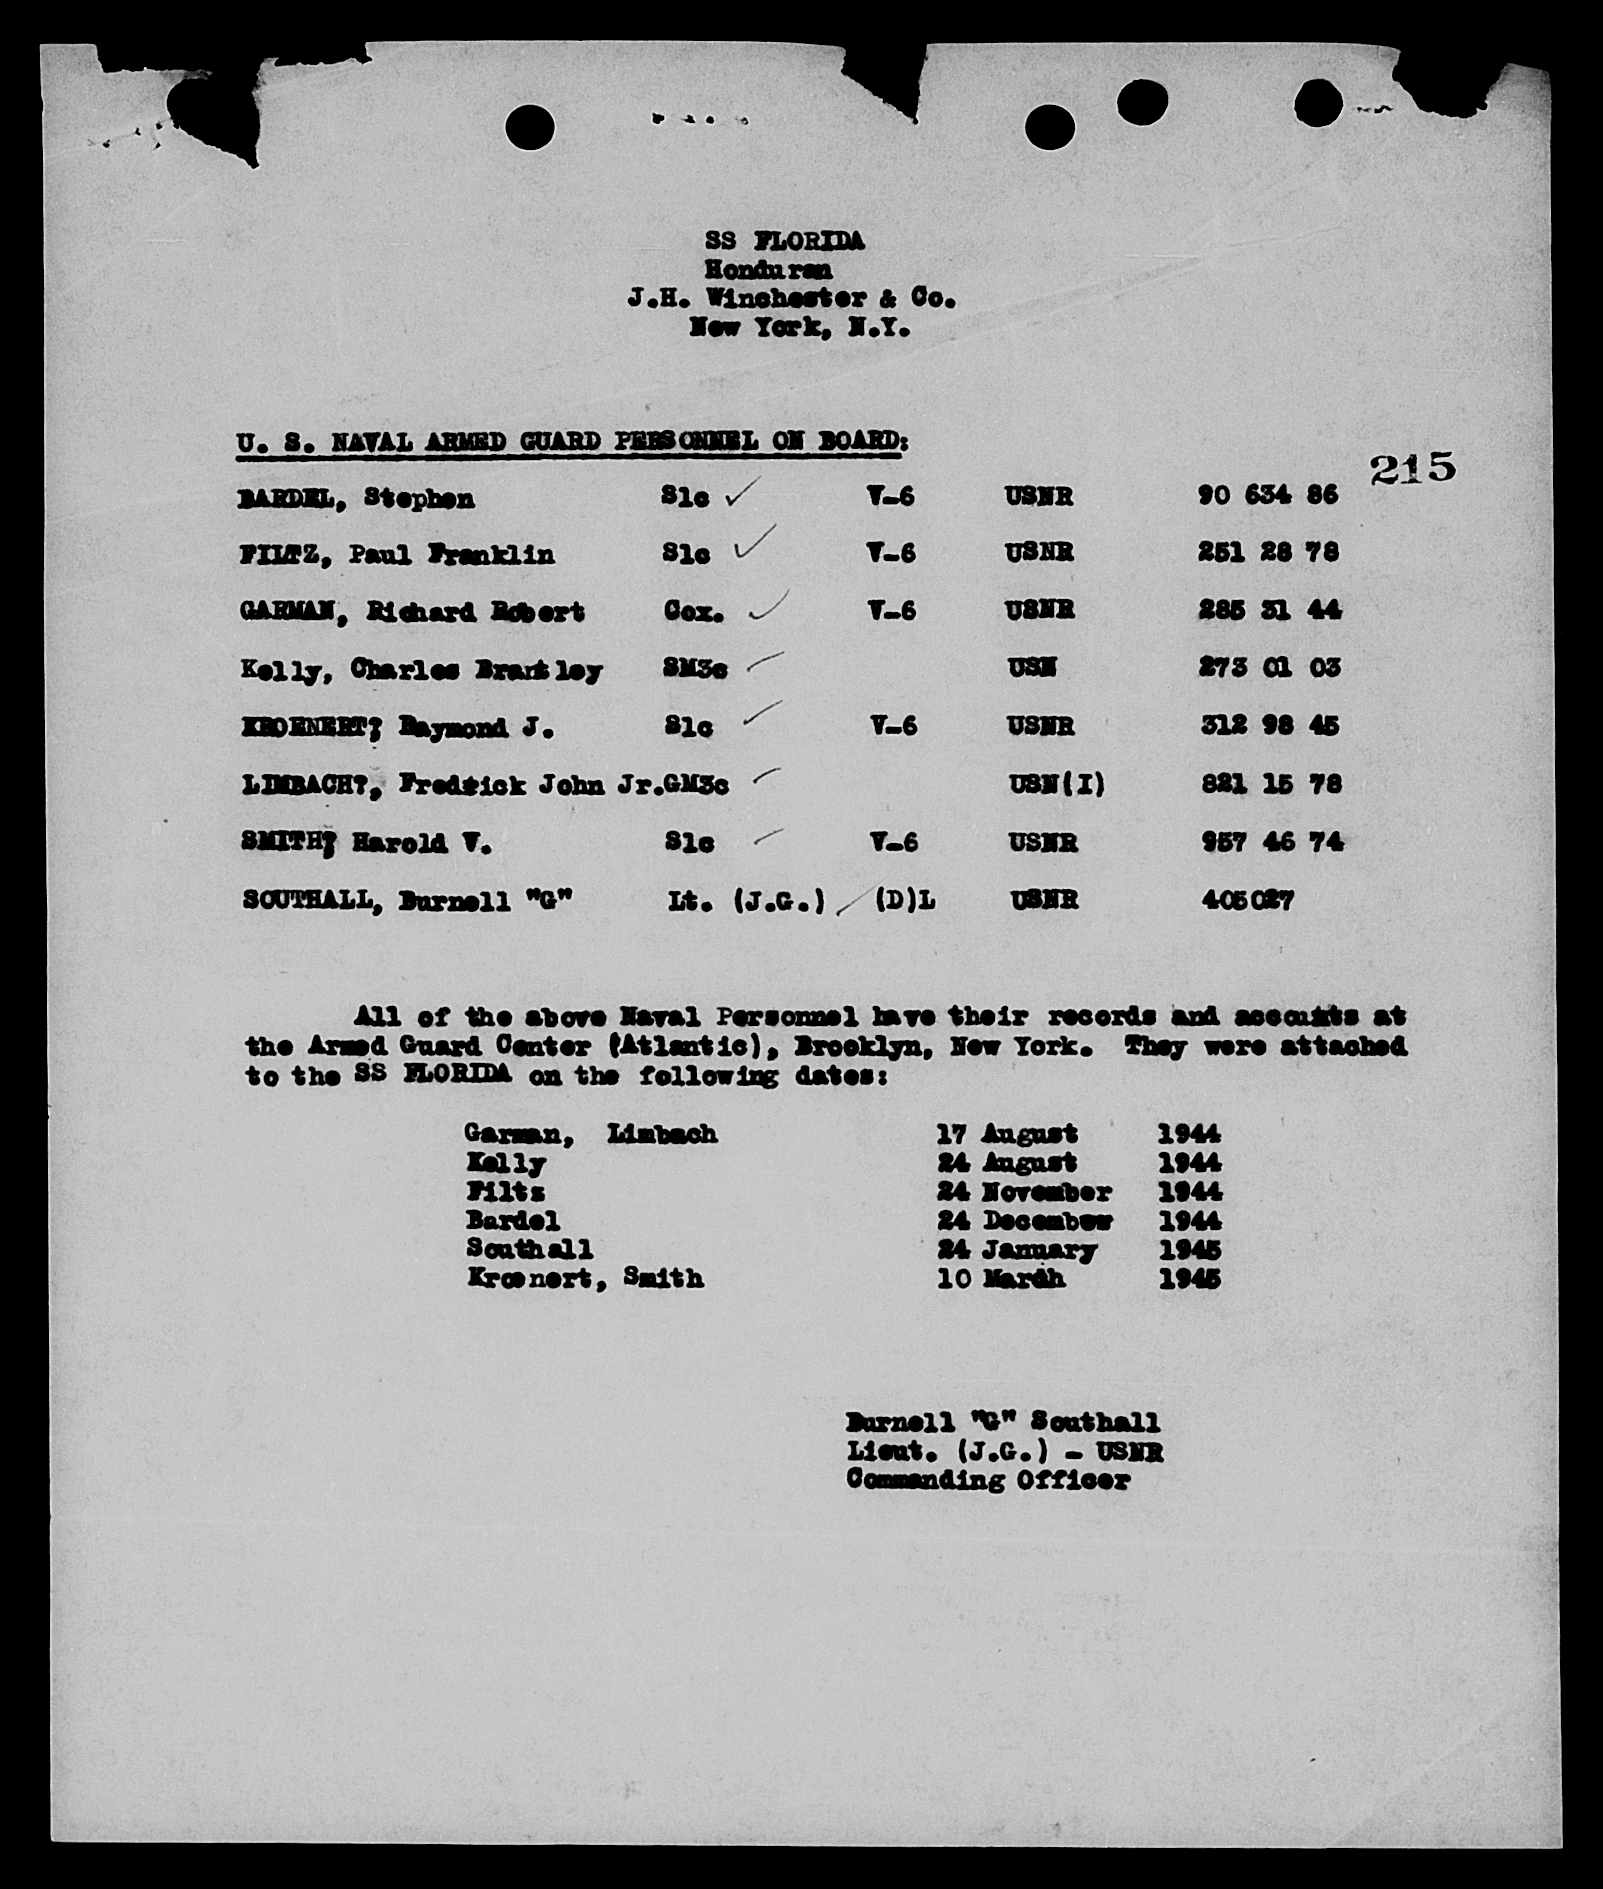 SS FLORIDA
Honduran
J.H. Winchester & Co.
New York, N.Y.
U. S. NAVAL ARMED GUARD PERSONNEL ON BOARD:
215
BARDEL, Stephen S1c ✓ V-6 USNR 90 634 86
FILTZ, Paul Franklin S1c ✓ V-6 USNR 251 28 78
GARMAN, Richard Robert Cox. ✓ V-6 USNR 285 31 44
Kelly, Charles Brantley SM3c ✓ USN 273 01 03
KROENERT? Raymond J. S1c ✓ V-6 USNR 312 98 45
LIMBACH?, Fredrick John Jr. GM3c ✓ USN(I) 821 15 78
SMITH? Harold V. S1c ✓ V-6 USNR 957 46 74
SOUTHALL, Burnell "G" Lt. (J.G.) ✓ (D)L USNR 405027
All of the above Naval Personnel have their records and accounts at
the Armed Guard Center (Atlantic), Brooklyn, New York. They were attached
to the SS FLORIDA on the following dates:
Garman, Limbach 17 August 1944
Kelly 24 August 1944
Filtz 24 November 1944
Bardel 24 December 1944
Southall 24 January 1945
Kroenert, Smith 10 March 1945
Burnell "G" Southall
Lieut. (J.G.) - USNR
Commanding Officer